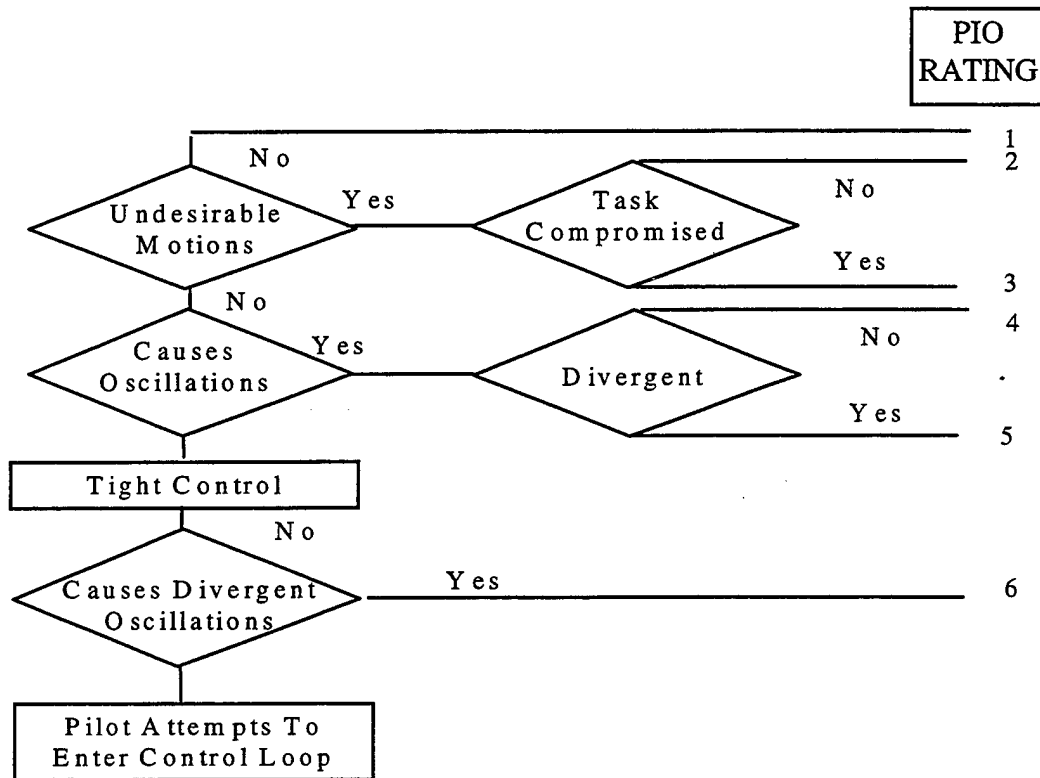 PIO
RATING
1
No
2
Undesirable
Motions
Yes
Task
Compromised
No
Yes
3
No
4
Causes
Oscillations
Yes
Divergent
No
Yes
5
Tight Control
No
Causes Divergent
Oscillations
Yes
6
Pilot Attempts To
Enter Control Loop